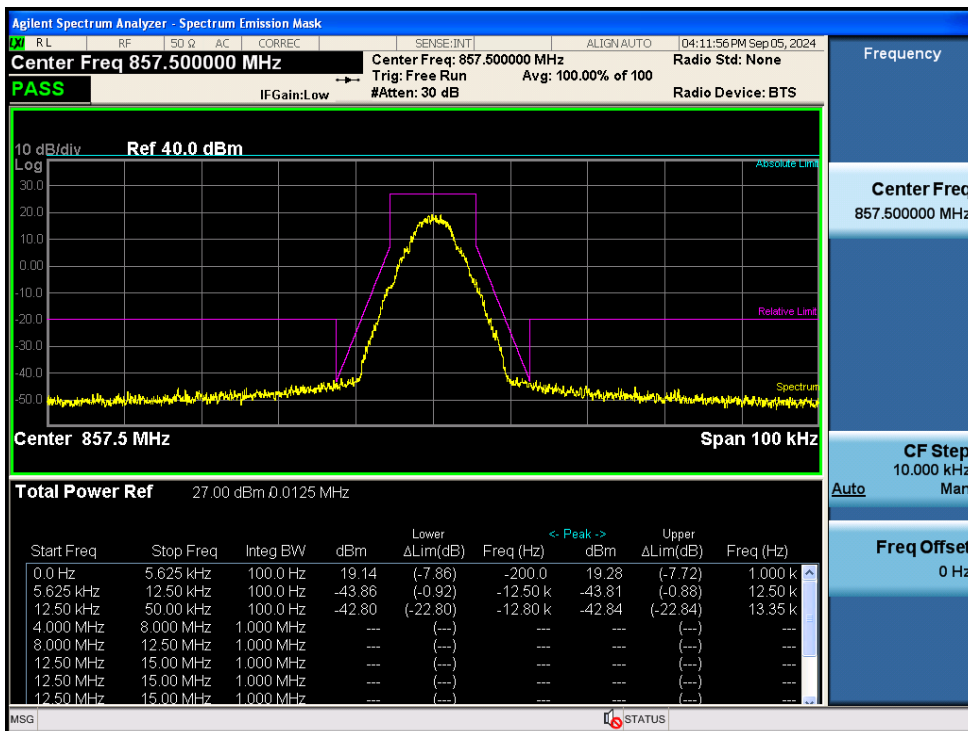 Agilent Spectrum Analyzer - Spectrum Emission Mask
LXI RL RF 50 Ω AC CORREC SENSE:INT ALIGN AUTO 04:11:56 PM Sep 05, 2024
Center Freq 857.500000 MHz
Center Freq: 857.500000 MHz Radio Std: None
Trig: Free Run Avg: 100.00% of 100
PASS
IFGain:Low #Atten: 30 dB Radio Device: BTS
10 dB/div Ref 40.0 dBm
Log
Absolute Limit
30.0
20.0
10.0
0.00
-10.0
-20.0
Relative Limit
-30.0
-40.0
Spectrum
-50.0
Center 857.5 MHz Span 100 kHz
Total Power Ref 27.00 dBm / 0.0125 MHz
Lower <- Peak -> Upper
Start Freq Stop Freq Integ BW dBm ΔLim(dB) Freq (Hz) dBm ΔLim(dB) Freq (Hz)
0.0 Hz 5.625 kHz 100.0 Hz 19.14 (-7.86) -200.0 19.28 (-7.72) 1.000 k
5.625 kHz 12.50 kHz 100.0 Hz -43.86 (-0.92) -12.50 k -43.81 (-0.88) 12.50 k
12.50 kHz 50.00 kHz 100.0 Hz -42.80 (-22.80) -12.80 k -42.84 (-22.84) 13.35 k
4.000 MHz 8.000 MHz 1.000 MHz --- (---) --- --- (---) ---
8.000 MHz 12.50 MHz 1.000 MHz --- (---) --- --- (---) ---
12.50 MHz 15.00 MHz 1.000 MHz --- (---) --- --- (---) ---
12.50 MHz 15.00 MHz 1.000 MHz --- (---) --- --- (---) ---
12.50 MHz 15.00 MHz 1.000 MHz --- (---) --- --- (---) ---
MSG STATUS
Frequency
Center Freq
857.500000 MHz
CF Step
10.000 kHz
Auto Man
Freq Offset
0 Hz